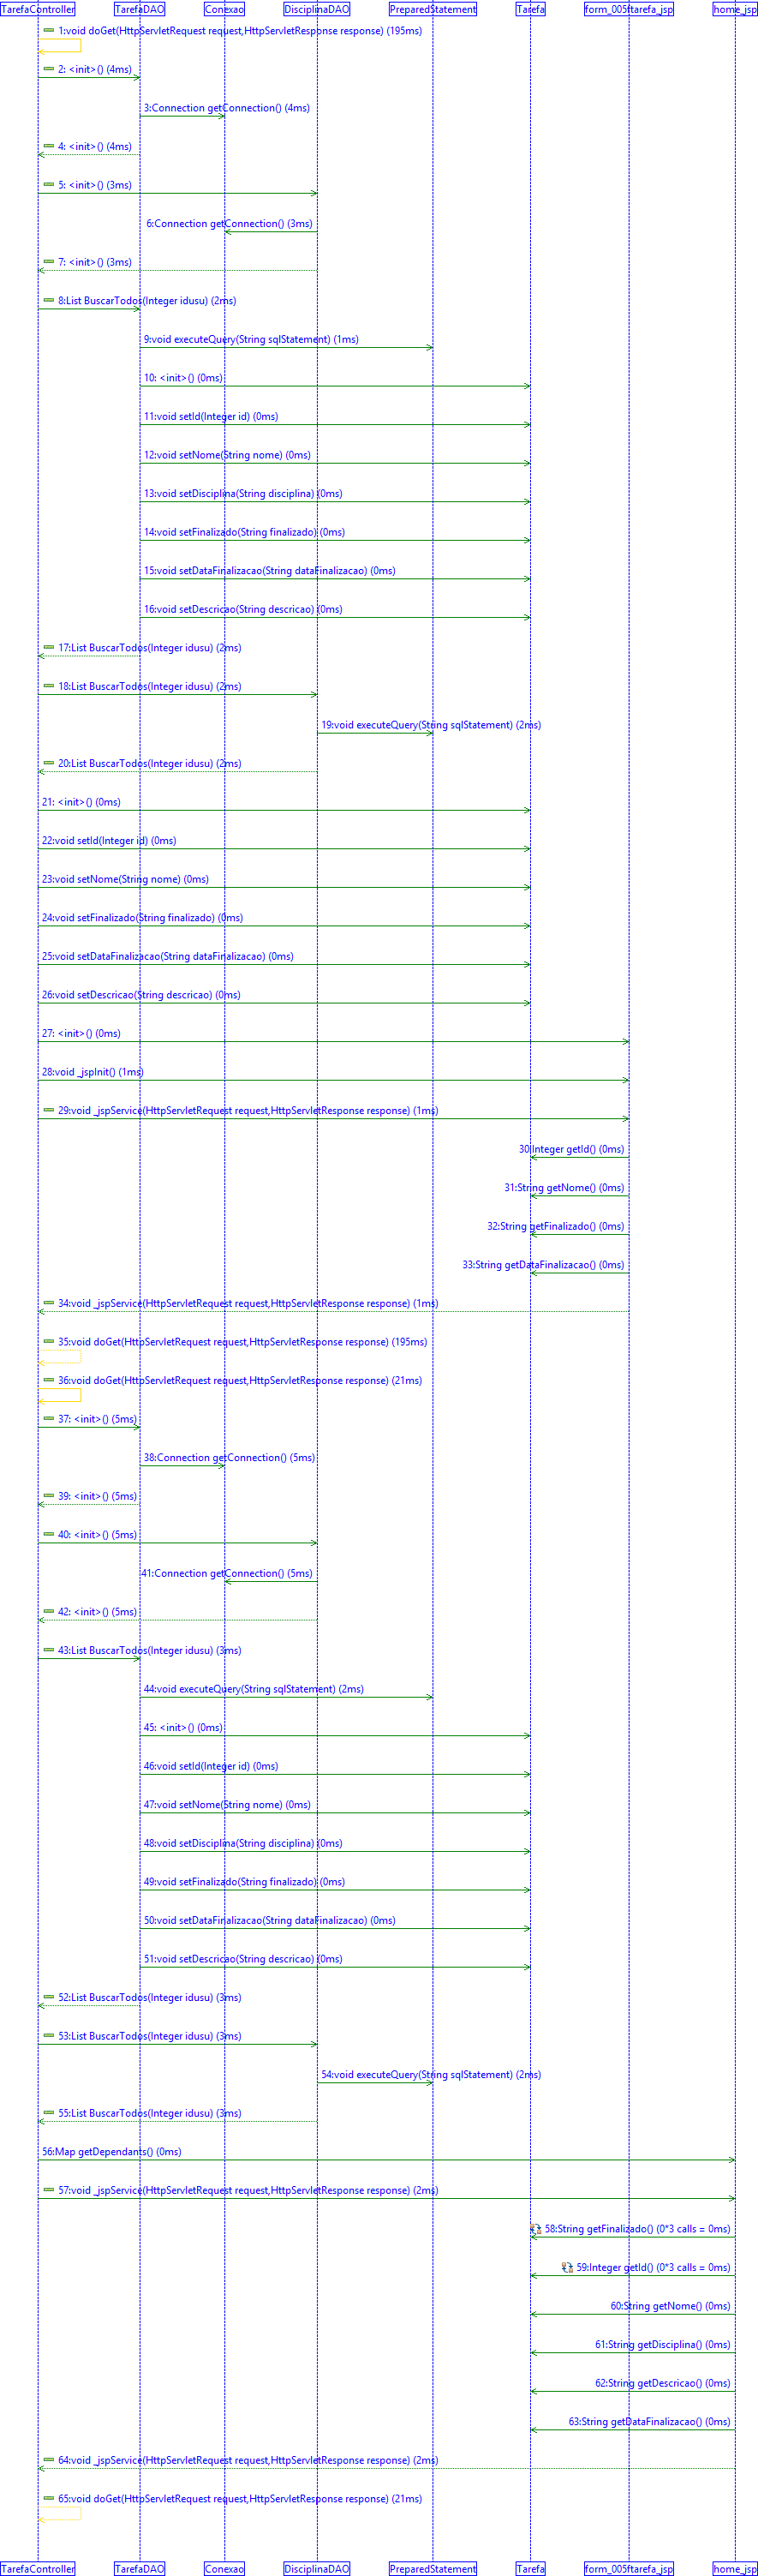 TarefaController TarefaDAO Conexao DisciplinaDAO PreparedStatement Tarefa form_005ftarefa_jsp home_jsp
1:void doGet(HttpServletRequest request,HttpServletResponse response) (195ms)
2: <init>() (4ms)
3:Connection getConnection() (4ms)
4: <init>() (4ms)
5: <init>() (3ms)
6:Connection getConnection() (3ms)
7: <init>() (3ms)
8:List BuscarTodos(Integer idusu) (2ms)
9:void executeQuery(String sqlStatement) (1ms)
10: <init>() (0ms)
11:void setId(Integer id) (0ms)
12:void setNome(String nome) (0ms)
13:void setDisciplina(String disciplina) (0ms)
14:void setFinalizado(String finalizado) (0ms)
15:void setDataFinalizacao(String dataFinalizacao) (0ms)
16:void setDescricao(String descricao) (0ms)
17:List BuscarTodos(Integer idusu) (2ms)
18:List BuscarTodos(Integer idusu) (2ms)
19:void executeQuery(String sqlStatement) (2ms)
20:List BuscarTodos(Integer idusu) (2ms)
21: <init>() (0ms)
22:void setId(Integer id) (0ms)
23:void setNome(String nome) (0ms)
24:void setFinalizado(String finalizado) (0ms)
25:void setDataFinalizacao(String dataFinalizacao) (0ms)
26:void setDescricao(String descricao) (0ms)
27: <init>() (0ms)
28:void _jspInit() (1ms)
29:void _jspService(HttpServletRequest request,HttpServletResponse response) (1ms)
30:Integer getId() (0ms)
31:String getNome() (0ms)
32:String getFinalizado() (0ms)
33:String getDataFinalizacao() (0ms)
34:void _jspService(HttpServletRequest request,HttpServletResponse response) (1ms)
35:void doGet(HttpServletRequest request,HttpServletResponse response) (195ms)
36:void doGet(HttpServletRequest request,HttpServletResponse response) (21ms)
37: <init>() (5ms)
38:Connection getConnection() (5ms)
39: <init>() (5ms)
40: <init>() (5ms)
41:Connection getConnection() (5ms)
42: <init>() (5ms)
43:List BuscarTodos(Integer idusu) (3ms)
44:void executeQuery(String sqlStatement) (2ms)
45: <init>() (0ms)
46:void setId(Integer id) (0ms)
47:void setNome(String nome) (0ms)
48:void setDisciplina(String disciplina) (0ms)
49:void setFinalizado(String finalizado) (0ms)
50:void setDataFinalizacao(String dataFinalizacao) (0ms)
51:void setDescricao(String descricao) (0ms)
52:List BuscarTodos(Integer idusu) (3ms)
53:List BuscarTodos(Integer idusu) (3ms)
54:void executeQuery(String sqlStatement) (2ms)
55:List BuscarTodos(Integer idusu) (3ms)
56:Map getDependants() (0ms)
57:void _jspService(HttpServletRequest request,HttpServletResponse response) (2ms)
58:String getFinalizado() (0*3 calls = 0ms)
59:Integer getId() (0*3 calls = 0ms)
60:String getNome() (0ms)
61:String getDisciplina() (0ms)
62:String getDescricao() (0ms)
63:String getDataFinalizacao() (0ms)
64:void _jspService(HttpServletRequest request,HttpServletResponse response) (2ms)
65:void doGet(HttpServletRequest request,HttpServletResponse response) (21ms)
TarefaController TarefaDAO Conexao DisciplinaDAO PreparedStatement Tarefa form_005ftarefa_jsp home_jsp